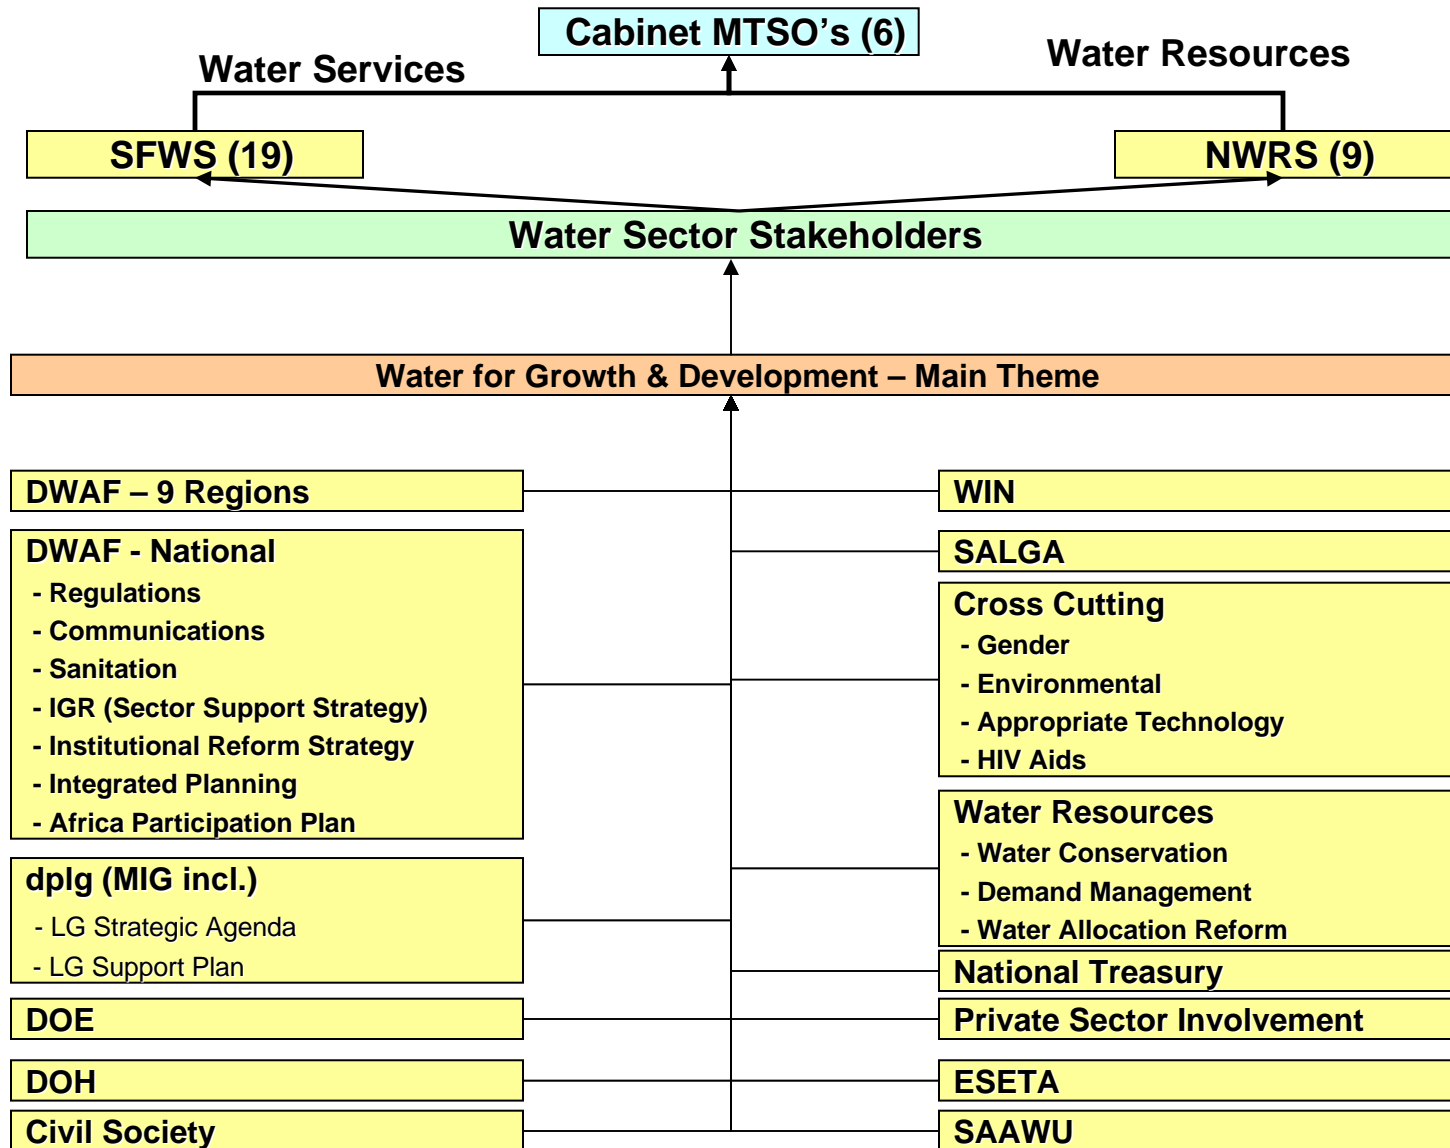 Cabinet MTSO’s (6)
Water Services
Water Resources
SFWS (19)
NWRS (9)
Water Sector Stakeholders
Water for Growth & Development – Main Theme
DWAF – 9 Regions
DWAF - National
- Regulations
- Communications
- Sanitation
- IGR (Sector Support Strategy)
- Institutional Reform Strategy
- Integrated Planning
- Africa Participation Plan
dplg (MIG incl.)
- LG Strategic Agenda
- LG Support Plan
DOE
DOH
Civil Society
WIN
SALGA
Cross Cutting
- Gender
- Environmental
- Appropriate Technology
- HIV Aids
Water Resources
- Water Conservation
- Demand Management
- Water Allocation Reform
National Treasury
Private Sector Involvement
ESETA
SAAWU